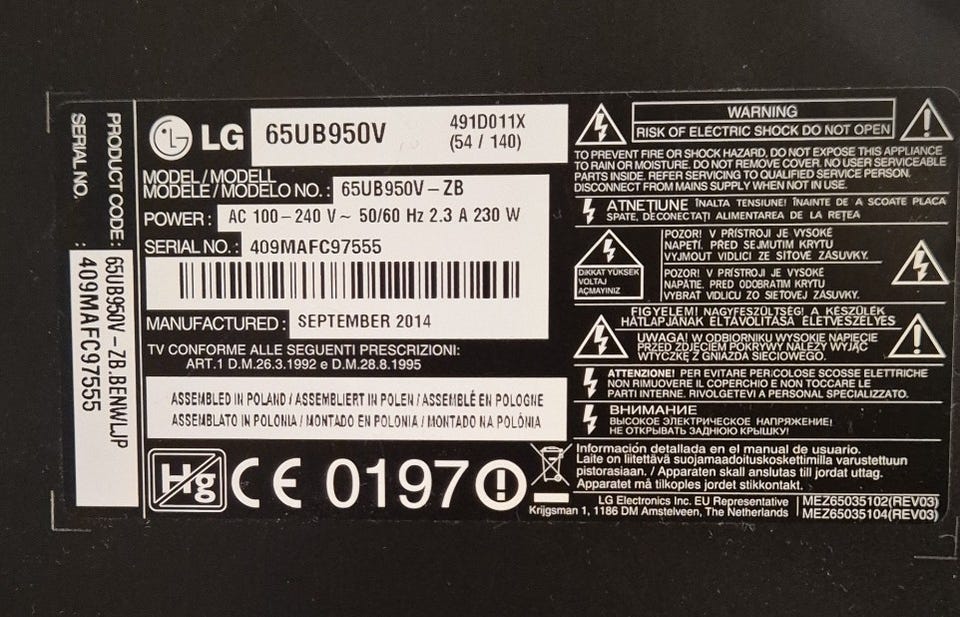 PRODUCT CODE : 65UB950V - ZB.BENWLJP
SERIAL NO. : 409MAFC97555
LG
65UB950V
491D011X
(54 / 140)
MODEL / MODELL
MODÈLE / MODELO NO. : 65UB950V - ZB
POWER : AC 100 - 240 V ~ 50/60 Hz 2.3 A 230 W
SERIAL NO. : 409MAFC97555
MANUFACTURED : SEPTEMBER 2014
TV CONFORME ALLE SEGUENTI PRESCRIZIONI:
ART.1 D.M.26.3.1992 e D.M.28.8.1995
ASSEMBLED IN POLAND / ASSEMBLIERT IN POLEN / ASSEMBLÉ EN POLOGNE
ASSEMBLATO IN POLONIA / MONTADO EN POLONIA / MONTADO NA POLÔNIA
Hg CE 0197
WARNING
RISK OF ELECTRIC SHOCK DO NOT OPEN
TO PREVENT FIRE OR SHOCK HAZARD, DO NOT EXPOSE THIS APPLIANCE
TO RAIN OR MOISTURE. DO NOT REMOVE COVER. NO USER SERVICEABLE
PARTS INSIDE. REFER SERVICING TO QUALIFIED SERVICE PERSON.
DISCONNECT FROM MAINS SUPPLY WHEN NOT IN USE.
ATNEȚIUNE ÎNALTA TENSIUNE! ÎNAINTE DE A SCOATE PLACA
SPATE, DECONECTAȚI ALIMENTAREA DE LA REȚEA
DIKKAT YUKSEK
VOLTAJ
AÇMAYINIZ
POZOR! V PŘÍSTROJI JE VYSOKÉ
NAPETÍ. PŘED SEJMUTIM KRYTU
VYJMOUT VIDLICI ZE SÍŤOVÉ ZÁSUVKY.
POZOR! V PRÍSTROJI JE VYSOKÉ
NAPÄTIE. PRED ODOBRATIM KRYTU
VYBRAT VIDLICU ZO SIETOVEJ ZÁSUVKY.
FIGYELEM! NAGYFESZÜLTSÉG! A KÉSZÜLÉK
HÁTLAPJÁNAK ELTÁVOLÍTÁSA ÉLETVESZÉLYES
UWAGA! W ODBIORNIKU WYSOKIE NAPIĘCIE
PRZED ZDJĘCIEM POKRYWY NALEŻY WYJĄĆ
WTYCZKĘ Z GNIAZDA SIECIOWEGO.
ATTENZIONE! PER EVITARE PERICOLOSE SCOSSE ELETTRICHE
NON RIMUOVERE IL COPERCHIO E NON TOCCARE LE
PARTI INTERNE. RIVOLGETEVI A PERSONAL SPECIALIZZATO.
ВНИМАНИЕ
ВЫСОКОЕ ЭЛЕКТРИЧЕСКОЕ НАПРЯЖЕНИЕ!
НЕ ОТКРЫВАТЬ ЗАДНЮЮ КРЫШКУ!
Información detallada en el manual de usuario.
Laite on liitettävä suojamaadoituskoskettimilla varustettuun
pistorasiaan. / Apparaten skall anslutas till jordat uttag.
Apparatet må tilkoples jordet stikkontakt.
LG Electronics Inc. EU Representative
Krijgsman 1, 1186 DM Amstelveen, The Netherlands
MEZ65035102(REV03)
MEZ65035104(REV03)